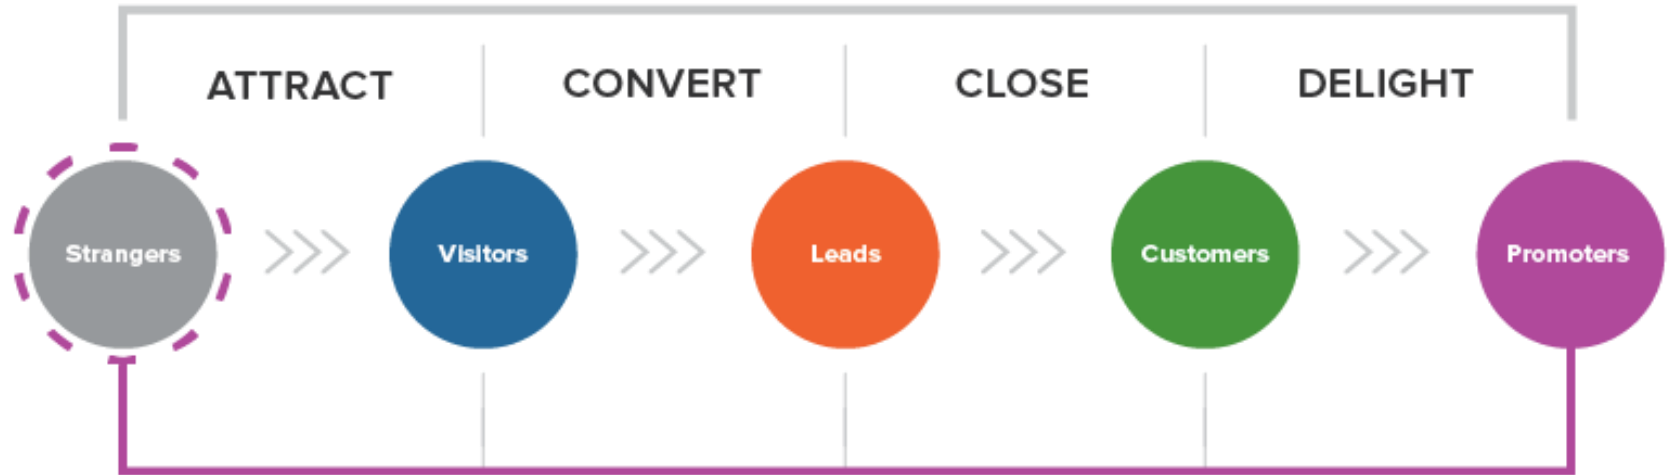 ATTRACT CONVERT CLOSE DELIGHT
Strangers Visitors Leads Customers Promoters